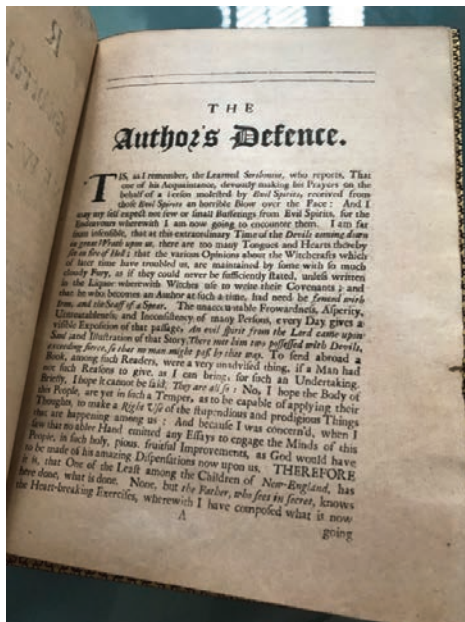 THE
Author's Defence.
TIS, as I remember, the Learned Scribonius, who reports, That
one of his Acquaintance, devoutly making his Prayers on the
behalf of a Person molested by Evil Spirits, received from
those Evil Spirits an horrible Blow over the Face: And I
may my self expect not few or small Buffetings from Evil Spirits, for the
Endeavours wherewith I am now going to encounter them. I am far
from insensible, that at this extraordinary Time of the Devils coming down
in great Wrath upon us, there are too many Tongues and Hearts thereby
set on fire of Hell; that the various Opinions about the Witchcrafts which
of later time have troubled us, are maintained by some with so much
cloudy Fury, as if they could never be sufficiently stated, unless written
in the Liquor wherewith Witches use to write their Covenants; and
that he who becomes an Author at such a time, had need be fenced with
Iron, and the Staff of a Spear. The unaccountable Frowardness, Asperity,
Untreatableness, and Inconsistency of many Persons, every Day gives a
visible Exposition of that passage, An evil spirit from the Lord came upon
Saul; and Illustration of that Story, There met him two possessed with Devils,
exceeding fierce, so that no man might pass by that way. To send abroad a
Book, among such Readers, were a very unadvised thing, if a Man had
not such Reasons to give, as I can bring, for such an Undertaking.
Briefly, I hope it cannot be said, They are all so: No, I hope the Body of
this People, are yet in such a Temper, as to be capable of applying their
Thoughts, to make a Right Use of the stupendous and prodigious Things
that are happening among us: And because I was concern'd, when I
saw that no abler Hand emitted any Essays to engage the Minds of this
People, in such holy, pious, fruitful Improvements, as God would have
to be made of his amazing Dispensations now upon us. THEREFORE
it is, that One of the Least among the Children of New-England, has
here done, what is done. None, but the Father, who sees in secret, knows
the Heart-breaking Exercises, wherewith I have composed what is now
A
going